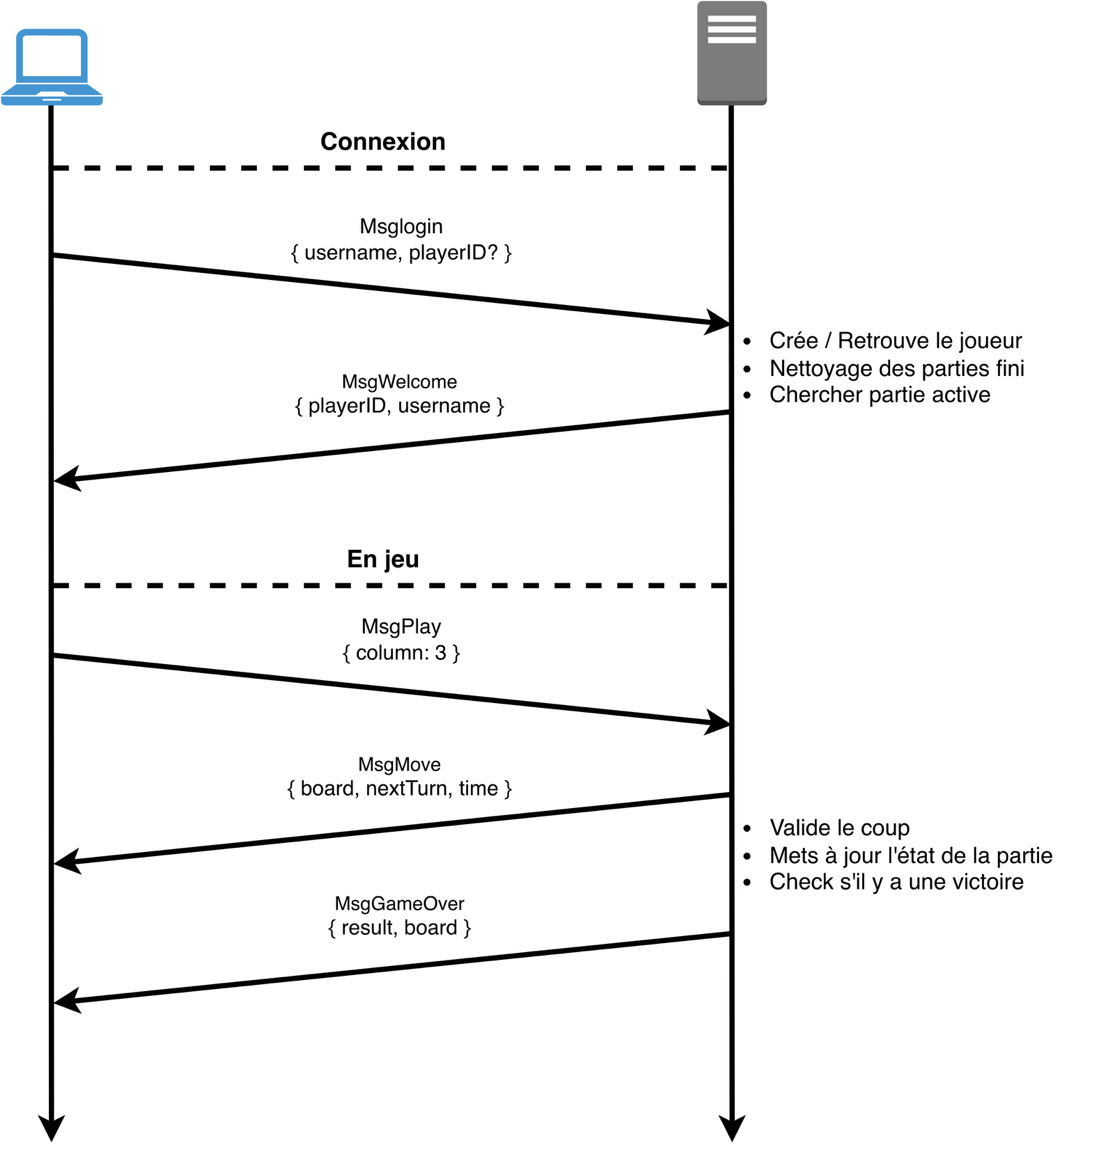 Connexion
Msglogin
{ username, playerID? }
• Crée / Retrouve le joueur
• Nettoyage des parties fini
• Chercher partie active
MsgWelcome
{ playerID, username }
En jeu
MsgPlay
{ column: 3 }
MsgMove
{ board, nextTurn, time }
• Valide le coup
• Mets à jour l'état de la partie
• Check s'il y a une victoire
MsgGameOver
{ result, board }